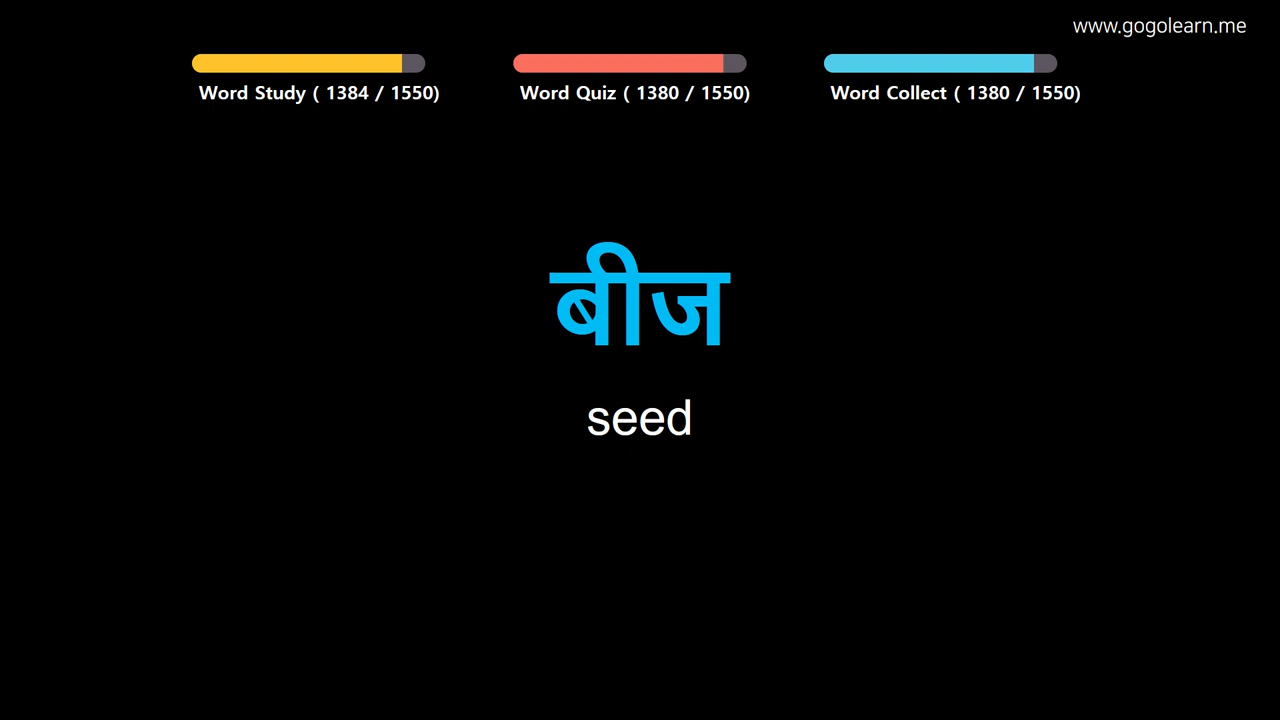 www.gogolearn.me
Word Study ( 1384 / 1550)
Word Quiz ( 1380 / 1550)
Word Collect ( 1380 / 1550)
बीज
seed